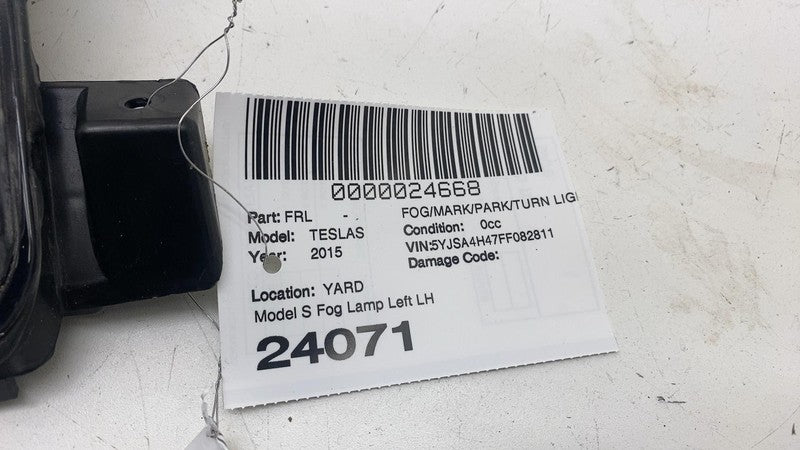 0000024668
Part: FRL - FOG/MARK/PARK/TURN LIG
Model: TESLAS Condition: 0cc
Year: 2015 VIN:5YJSA4H47FF082811
Damage Code:
Location: YARD
Model S Fog Lamp Left LH
24071